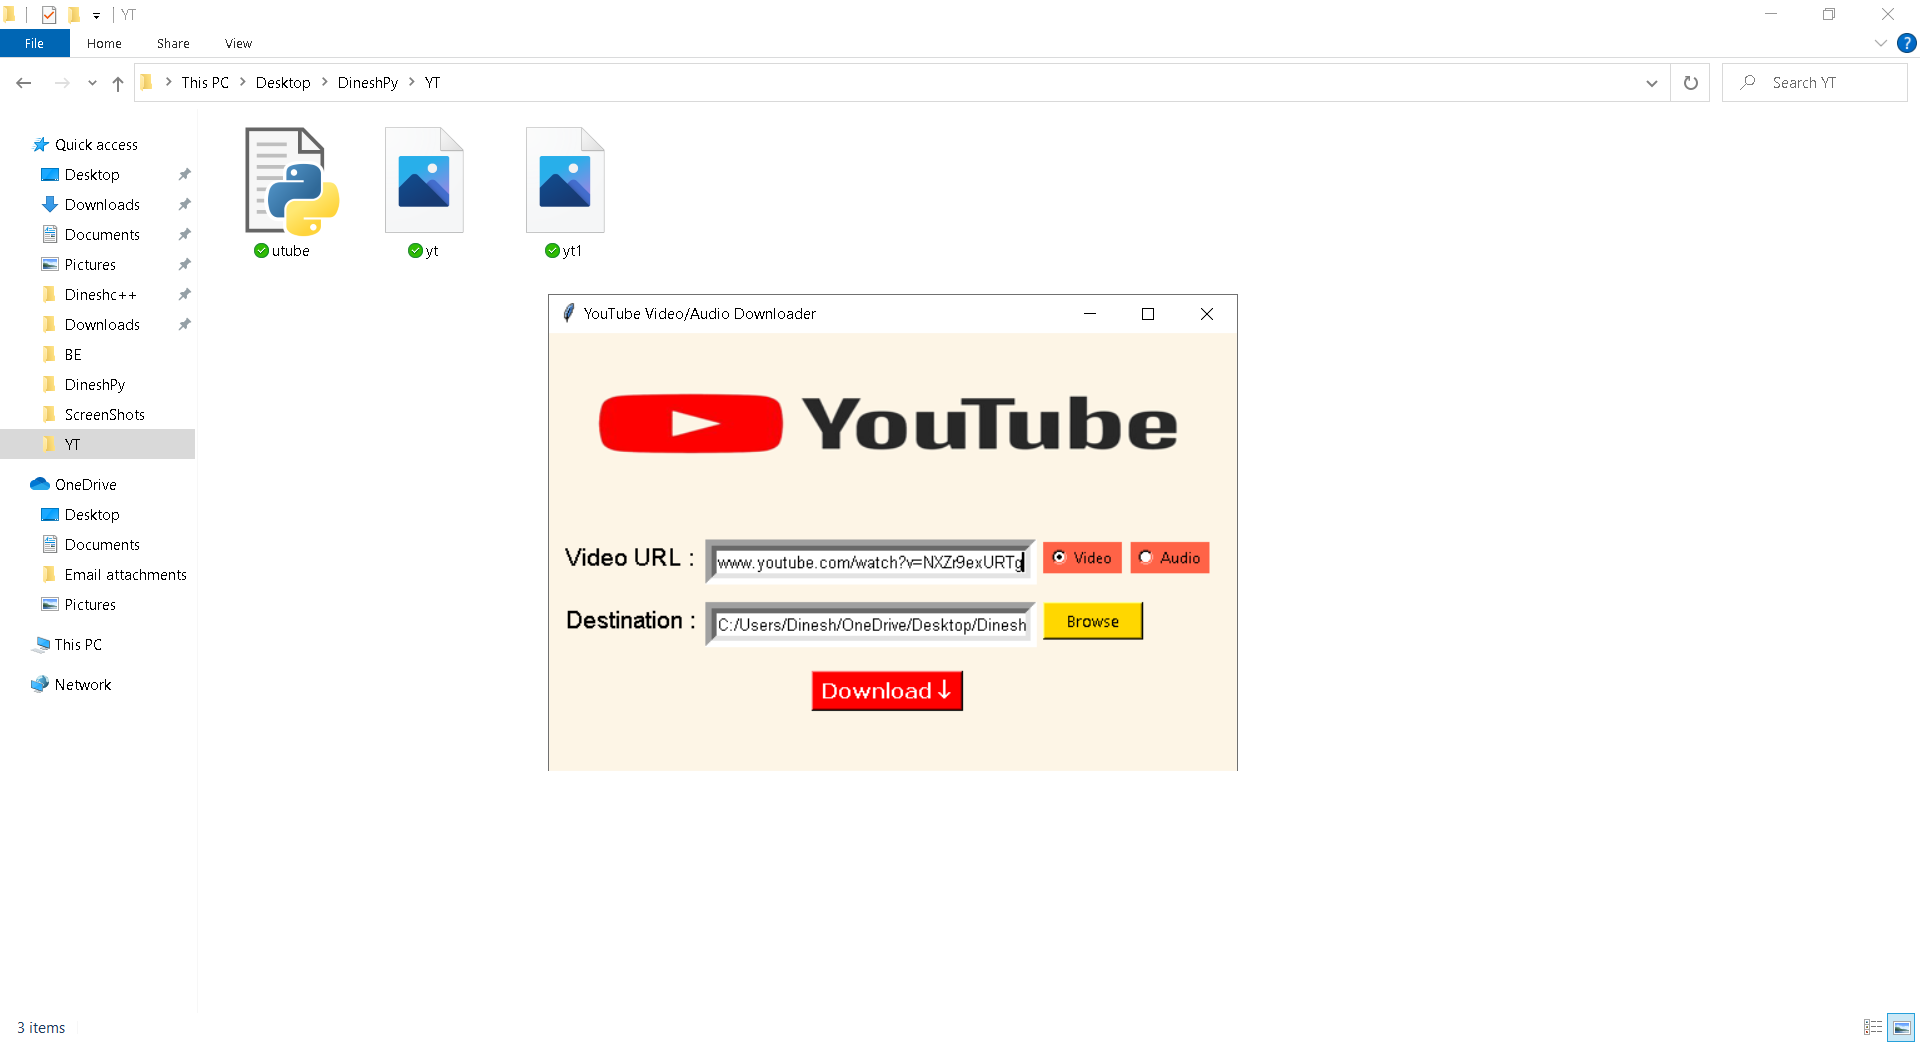 YT
File Home Share View
This PC Desktop DineshPy YT
Search YT
Quick access
Desktop
Downloads
Documents
Pictures
Dineshc++
Downloads
BE
DineshPy
ScreenShots
YT
OneDrive
Desktop
Documents
Email attachments
Pictures
This PC
Network
utube yt yt1
YouTube Video/Audio Downloader
YouTube
Video URL : www.youtube.com/watch?v=NXZr9exURTg Video Audio
Destination : C:/Users/Dinesh/OneDrive/Desktop/Dinesh Browse
Download↓
3 items